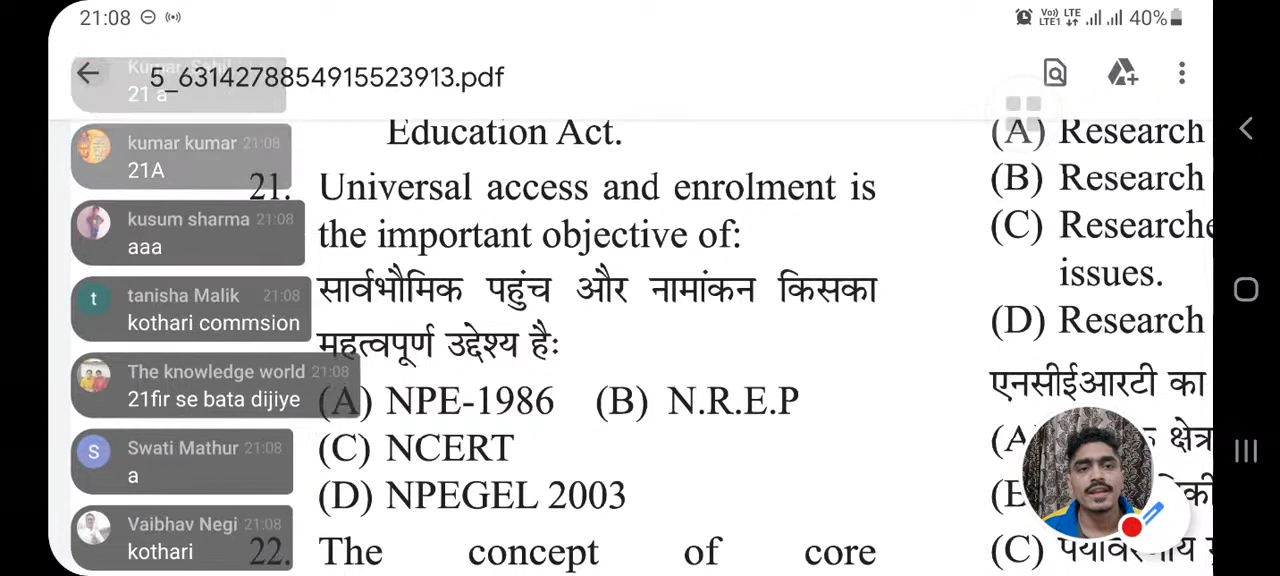 21:08
Vo)) LTE
LTE1
40%
5_6314278854915523913.pdf
21 a
kumar kumar 21:08
21A
kusum sharma 21:08
aaa
tanisha Malik 21:08
t
kothari commsion
The knowledge world 21:08
21fir se bata dijiye
Swati Mathur 21:08
S
a
Vaibhav Negi 21:08
kothari
Education Act.
21. Universal access and enrolment is
the important objective of:
सार्वभौमिक पहुंच और नामांकन किसका
महत्वपूर्ण उद्देश्य हैः
(A) NPE-1986 (B) N.R.E.P
(C) NCERT
(D) NPEGEL 2003
22. The concept of core
(A) Research
(B) Research
(C) Researche
issues.
(D) Research
एनसीईआरटी का
(A क्षेत्र
(C)